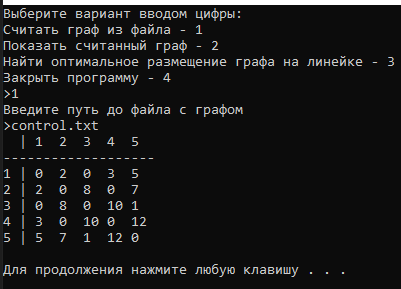 Выберите вариант вводом цифры:
Считать граф из файла - 1
Показать считанный граф - 2
Найти оптимальное размещение графа на линейке - 3
Закрыть программу - 4
>1
Введите путь до файла с графом
>control.txt
  | 1  2  3  4  5
-------------------
1 | 0  2  0  3  5
2 | 2  0  8  0  7
3 | 0  8  0  10 1
4 | 3  0  10 0  12
5 | 5  7  1  12 0
Для продолжения нажмите любую клавишу . . .